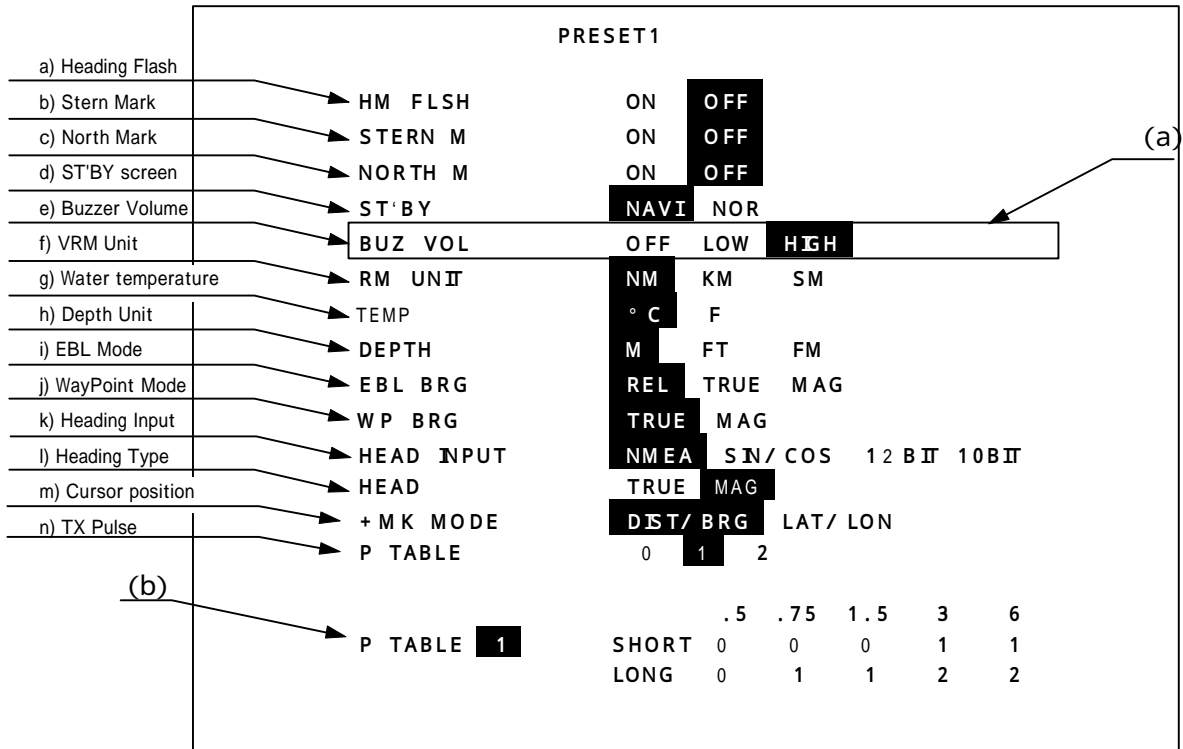 PRESET1
a) Heading Flash
b) Stern Mark
c) North Mark
d) ST'BY screen
e) Buzzer Volume
f) VRM Unit
g) Water temperature
h) Depth Unit
i) EBL Mode
j) WayPoint Mode
k) Heading Input
l) Heading Type
m) Cursor position
n) TX Pulse
(b)
HM FLSH ON OFF
STERN M ON OFF
NORTH M ON OFF
ST‘BY NAVI NOR
BUZ VOL OFF LOW HIGH
RM UNIT NM KM SM
TEMP °C F
DEPTH M FT FM
EBL BRG REL TRUE MAG
WP BRG TRUE MAG
HEAD INPUT NMEA SIN/COS 12BIT 10BIT
HEAD TRUE MAG
+MK MODE DIST/BRG LAT/LON
P TABLE 0 1 2
(a)
.5 .75 1.5 3 6
P TABLE 1 SHORT 0 0 0 1 1
LONG 0 1 1 2 2